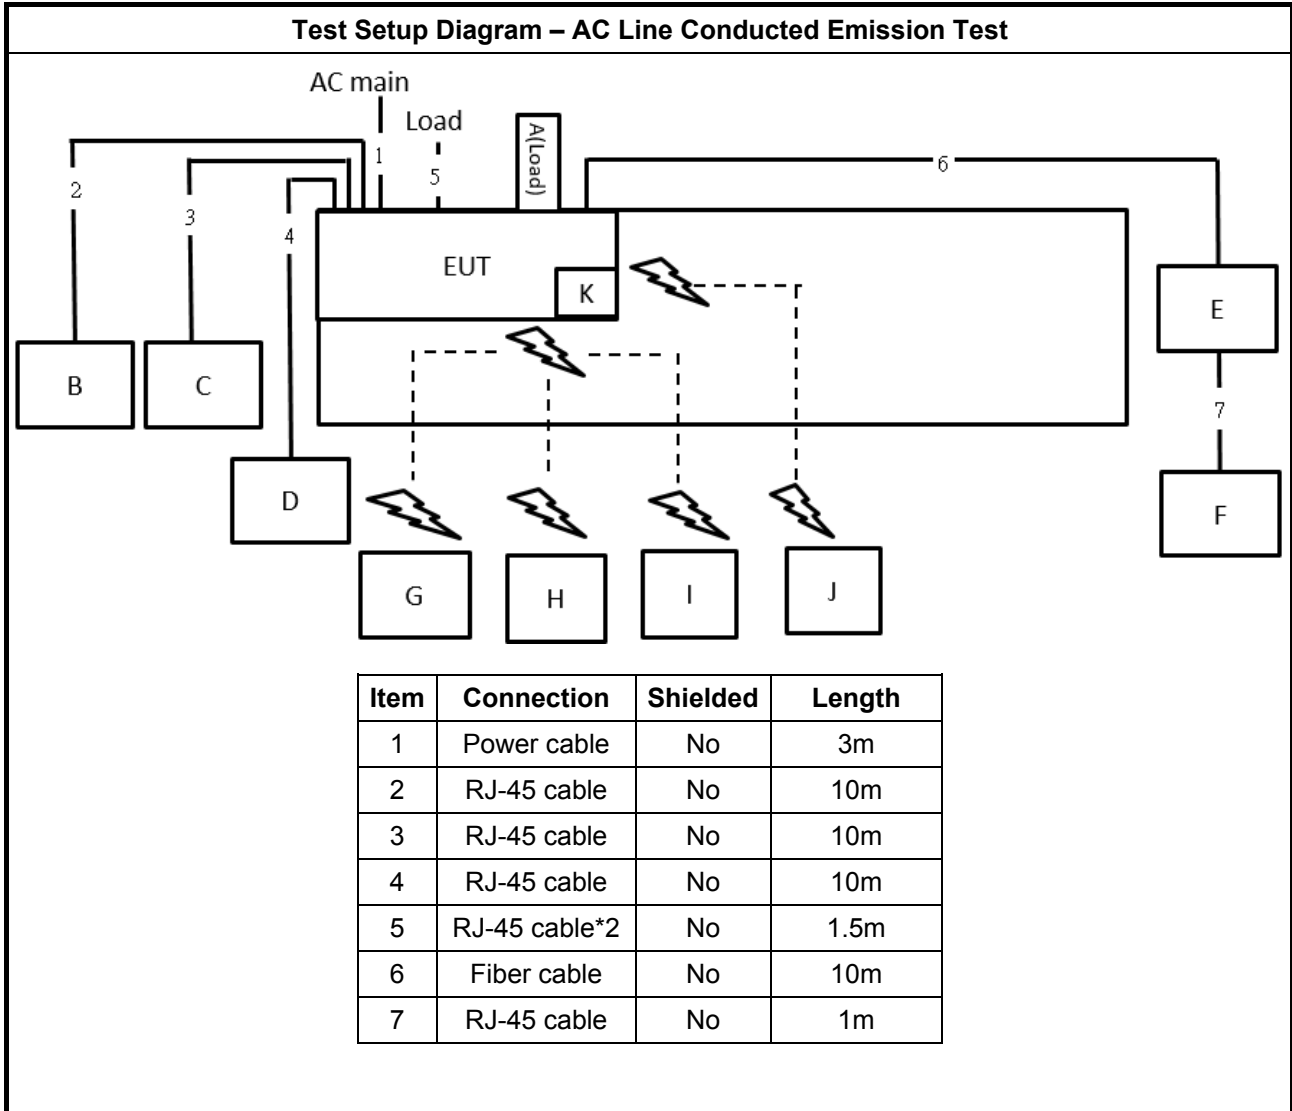 Test Setup Diagram – AC Line Conducted Emission Test
AC main
Load
A(Load)
1
5
6
2
3
4
EUT
K
E
B
C
7
D
F
G
H
I
J
Item Connection Shielded Length
1 Power cable No 3m
2 RJ-45 cable No 10m
3 RJ-45 cable No 10m
4 RJ-45 cable No 10m
5 RJ-45 cable*2 No 1.5m
6 Fiber cable No 10m
7 RJ-45 cable No 1m